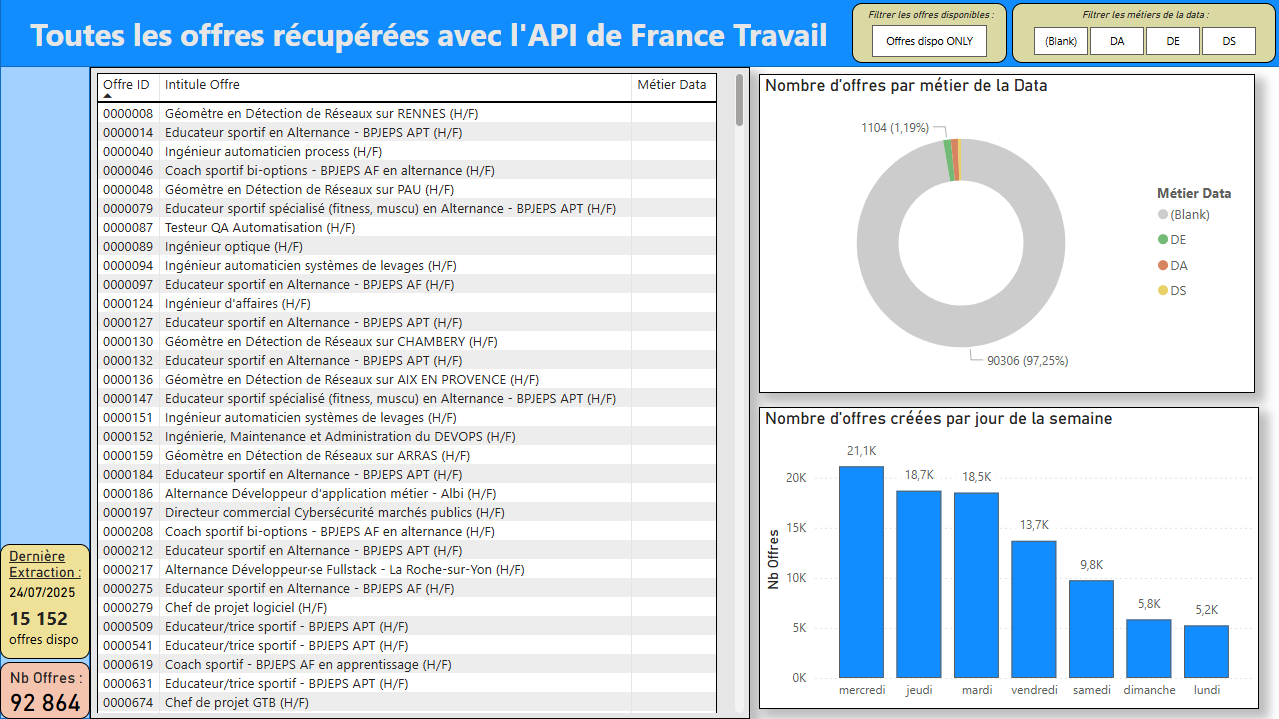 Toutes les offres récupérées avec l'API de France Travail
Filtrer les offres disponibles :
Offres dispo ONLY
Filtrer les métiers de la data :
(Blank) DA DE DS
Offre ID Intitule Offre Métier Data
0000008 Géomètre en Détection de Réseaux sur RENNES (H/F)
0000014 Educateur sportif en Alternance - BPJEPS APT (H/F)
0000040 Ingénieur automaticien process (H/F)
0000046 Coach sportif bi-options - BPJEPS AF en alternance (H/F)
0000048 Géomètre en Détection de Réseaux sur PAU (H/F)
0000079 Educateur sportif spécialisé (fitness, muscu) en Alternance - BPJEPS APT (H/F)
0000087 Testeur QA Automatisation (H/F)
0000089 Ingénieur optique (H/F)
0000094 Ingénieur automaticien systèmes de levages (H/F)
0000097 Educateur sportif en Alternance - BPJEPS AF (H/F)
0000124 Ingénieur d'affaires (H/F)
0000127 Educateur sportif en Alternance - BPJEPS APT (H/F)
0000130 Géomètre en Détection de Réseaux sur CHAMBERY (H/F)
0000132 Educateur sportif en Alternance - BPJEPS APT (H/F)
0000136 Géomètre en Détection de Réseaux sur AIX EN PROVENCE (H/F)
0000147 Educateur sportif spécialisé (fitness, muscu) en Alternance - BPJEPS APT (H/F)
0000151 Ingénieur automaticien systèmes de levages (H/F)
0000152 Ingénierie, Maintenance et Administration du DEVOPS (H/F)
0000159 Géomètre en Détection de Réseaux sur ARRAS (H/F)
0000184 Educateur sportif en Alternance - BPJEPS APT (H/F)
0000186 Alternance Développeur d'application métier - Albi (H/F)
0000197 Directeur commercial Cybersécurité marchés publics (H/F)
0000208 Coach sportif bi-options - BPJEPS AF en alternance (H/F)
0000212 Educateur sportif en Alternance - BPJEPS APT (H/F)
0000217 Alternance Développeur·se Fullstack - La Roche-sur-Yon (H/F)
0000275 Educateur sportif en Alternance - BPJEPS AF (H/F)
0000279 Chef de projet logiciel (H/F)
0000509 Educateur/trice sportif - BPJEPS APT (H/F)
0000541 Educateur/trice sportif - BPJEPS APT (H/F)
0000619 Coach sportif - BPJEPS AF en apprentissage (H/F)
0000631 Educateur/trice sportif - BPJEPS APT (H/F)
0000674 Chef de projet GTB (H/F)
Dernière
Extraction :
24/07/2025
15 152
offres dispo
Nb Offres :
92 864
Nombre d'offres par métier de la Data
1104 (1,19%)
90306 (97,25%)
Métier Data
(Blank)
DE
DA
DS
Nombre d'offres créées par jour de la semaine
Nb Offres
20K
15K
10K
5K
0K
21,1K
18,7K
18,5K
13,7K
9,8K
5,8K
5,2K
mercredi jeudi mardi vendredi samedi dimanche lundi